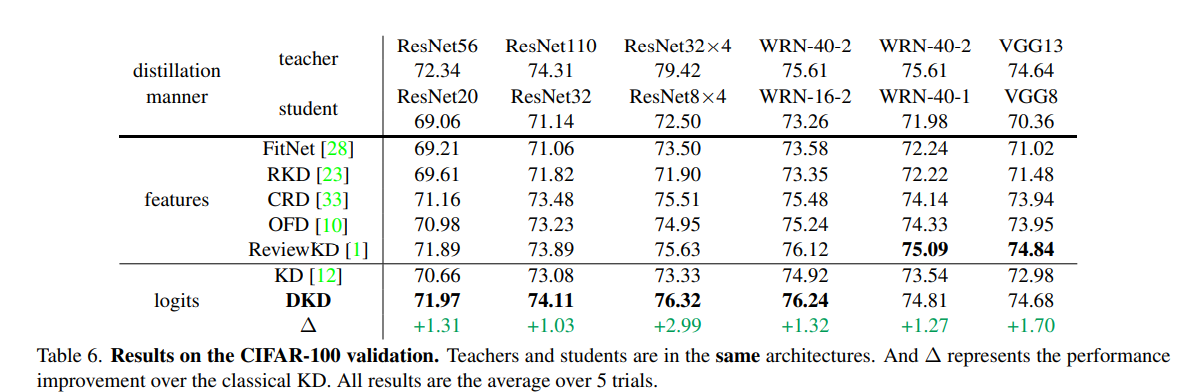 distillation manner teacher ResNet56 ResNet110 ResNet32×4 WRN-40-2 WRN-40-2 VGG13
72.34 74.31 79.42 75.61 75.61 74.64
student ResNet20 ResNet32 ResNet8×4 WRN-16-2 WRN-40-1 VGG8
69.06 71.14 72.50 73.26 71.98 70.36
features FitNet [28] 69.21 71.06 73.50 73.58 72.24 71.02
RKD [23] 69.61 71.82 71.90 73.35 72.22 71.48
CRD [33] 71.16 73.48 75.51 75.48 74.14 73.94
OFD [10] 70.98 73.23 74.95 75.24 74.33 73.95
ReviewKD [1] 71.89 73.89 75.63 76.12 75.09 74.84
logits KD [12] 70.66 73.08 73.33 74.92 73.54 72.98
DKD 71.97 74.11 76.32 76.24 74.81 74.68
Δ +1.31 +1.03 +2.99 +1.32 +1.27 +1.70
Table 6. Results on the CIFAR-100 validation. Teachers and students are in the same architectures. And Δ represents the performance
improvement over the classical KD. All results are the average over 5 trials.